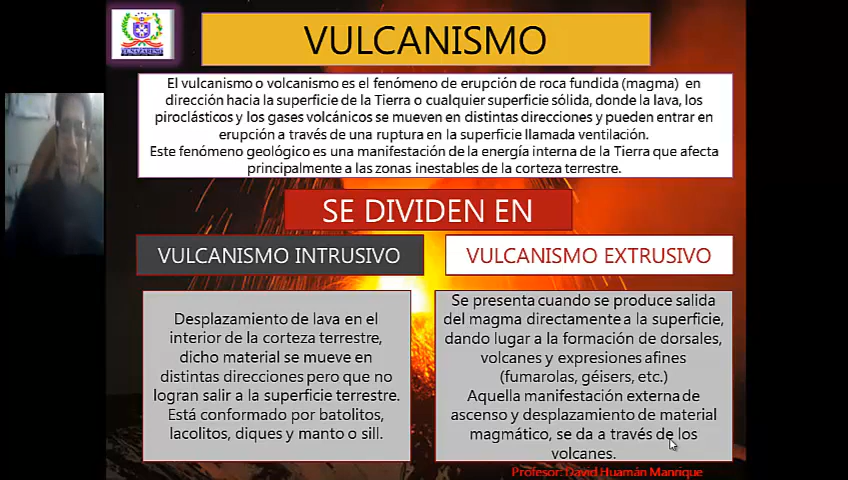 VULCANISMO
El vulcanismo o volcanismo es el fenómeno de erupción de roca fundida (magma) en
dirección hacia la superficie de la Tierra o cualquier superficie sólida, donde la lava, los
piroclásticos y los gases volcánicos se mueven en distintas direcciones y pueden entrar en
erupción a través de una ruptura en la superficie llamada ventilación.
Este fenómeno geológico es una manifestación de la energía interna de la Tierra que afecta
principalmente a las zonas inestables de la corteza terrestre.
SE DIVIDEN EN
VULCANISMO INTRUSIVO
Desplazamiento de lava en el
interior de la corteza terrestre,
dicho material se mueve en
distintas direcciones pero que no
logran salir a la superficie terrestre.
Está conformado por batolitos,
lacolitos, diques y manto o sill.
VULCANISMO EXTRUSIVO
Se presenta cuando se produce salida
del magma directamente a la superficie,
dando lugar a la formación de dorsales,
volcanes y expresiones afines
(fumarolas, géisers, etc.)
Aquella manifestación externa de
ascenso y desplazamiento de material
magmático, se da a través de los
volcanes.
Profesor: David Huamán Manrique